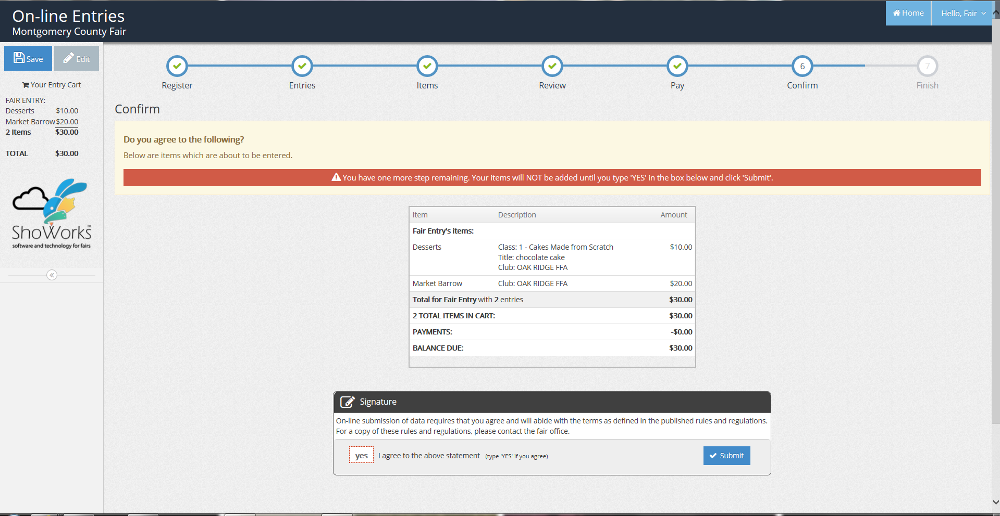 On-line Entries
Montgomery County Fair
Home
Hello, Fair
Save
Edit
Your Entry Cart
FAIR ENTRY:
Desserts $10.00
Market Barrow $20.00
2 Items $30.00
TOTAL $30.00
ShoWorks™
software and technology for fairs
6
7
Register
Entries
Items
Review
Pay
Confirm
Finish
Confirm
Do you agree to the following?
Below are items which are about to be entered.
You have one more step remaining. Your items will NOT be added until you type 'YES' in the box below and click 'Submit'.
Item Description Amount
Fair Entry's items:
Desserts Class: 1 - Cakes Made from Scratch $10.00
Title: chocolate cake
Club: OAK RIDGE FFA
Market Barrow Club: OAK RIDGE FFA $20.00
Total for Fair Entry with 2 entries $30.00
2 TOTAL ITEMS IN CART: $30.00
PAYMENTS: -$0.00
BALANCE DUE: $30.00
Signature
On-line submission of data requires that you agree and will abide with the terms as defined in the published rules and regulations.
For a copy of these rules and regulations, please contact the fair office.
yes I agree to the above statement (type 'YES' if you agree)
Submit